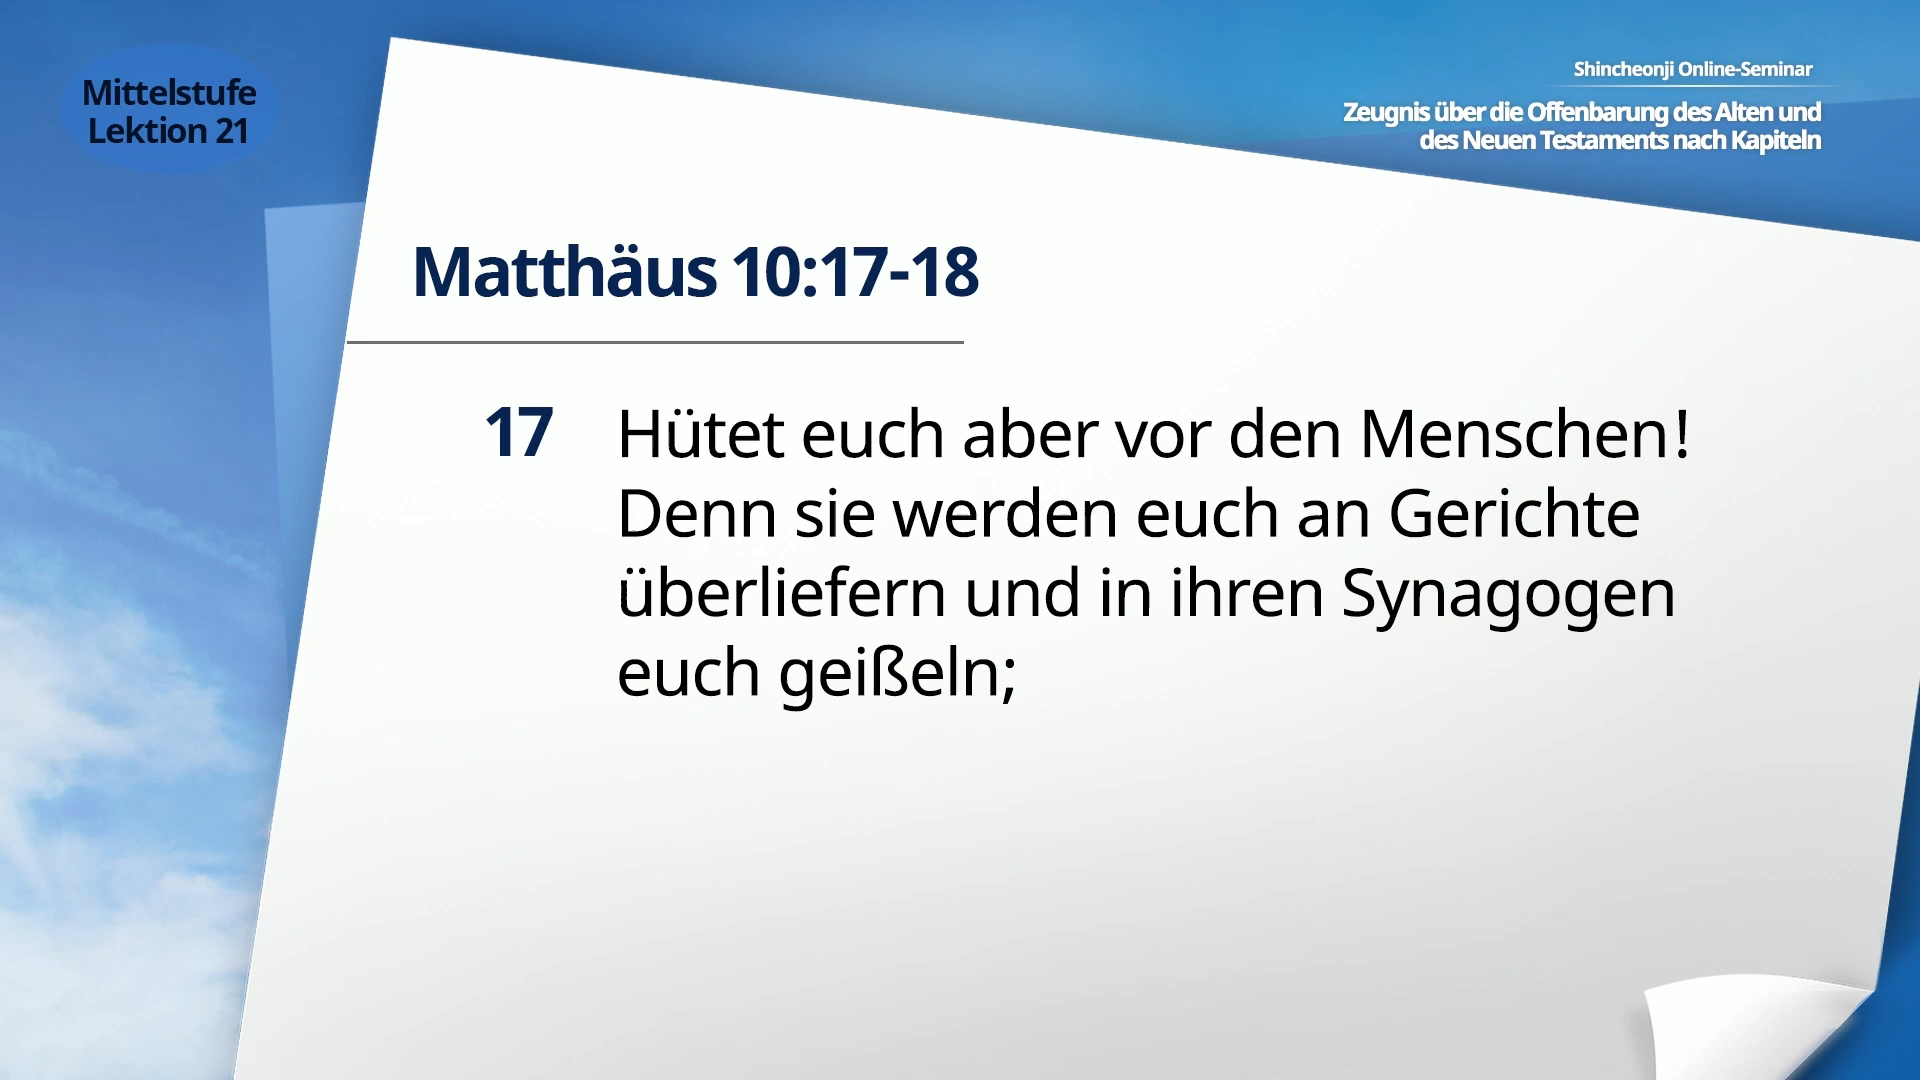 Mittelstufe
Lektion 21
Shincheonji Online-Seminar
Zeugnis über die Offenbarung des Alten und
des Neuen Testaments nach Kapiteln
Matthäus 10:17-18
17 Hütet euch aber vor den Menschen!
Denn sie werden euch an Gerichte
überliefern und in ihren Synagogen
euch geißeln;